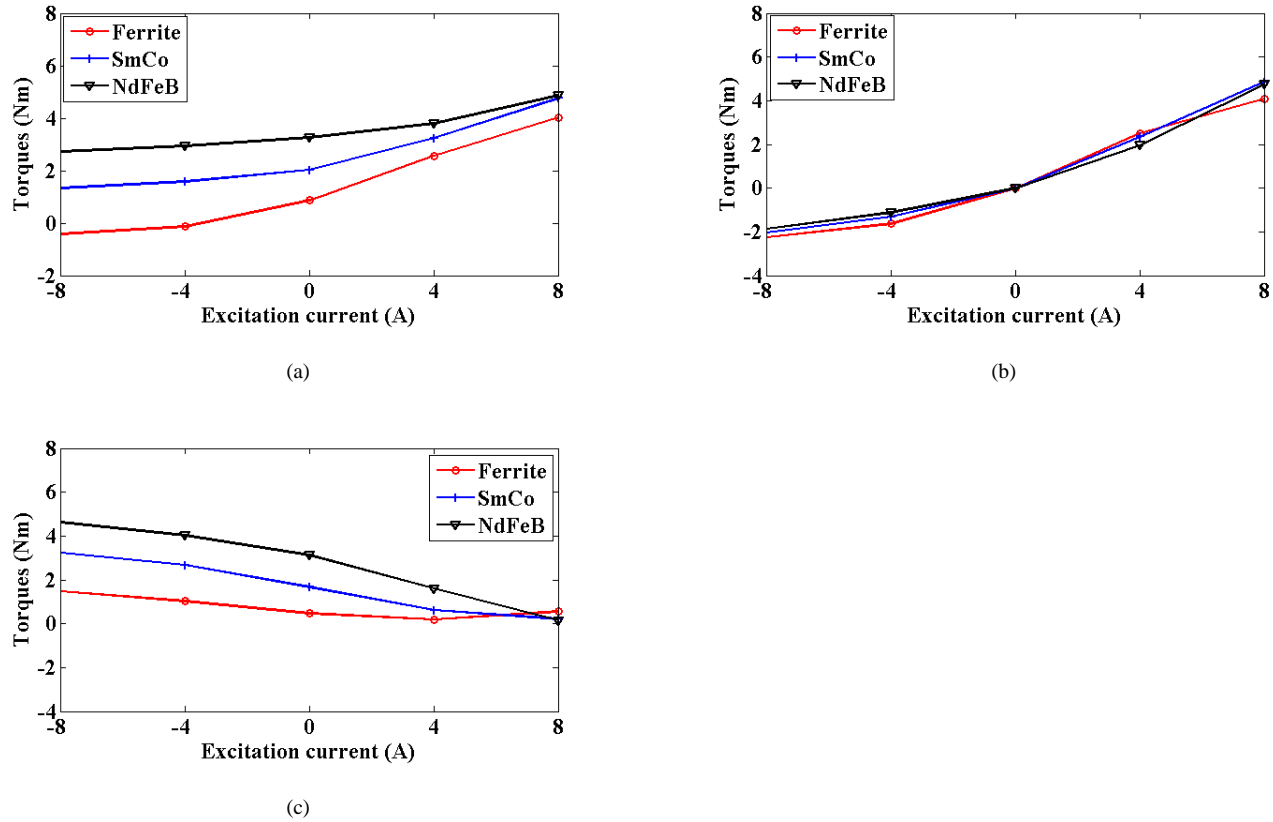 8
6
4
2
0
-2
Torques (Nm)
Ferrite
SmCo
NdFeB
-8 -4 0 4 8
Excitation current (A)
(a)
8
6
4
2
0
-2
-4
Torques (Nm)
Ferrite
SmCo
NdFeB
-8 -4 0 4 8
Excitation current (A)
(b)
8
6
4
2
0
-2
-4
Torques (Nm)
Ferrite
SmCo
NdFeB
-8 -4 0 4 8
Excitation current (A)
(c)